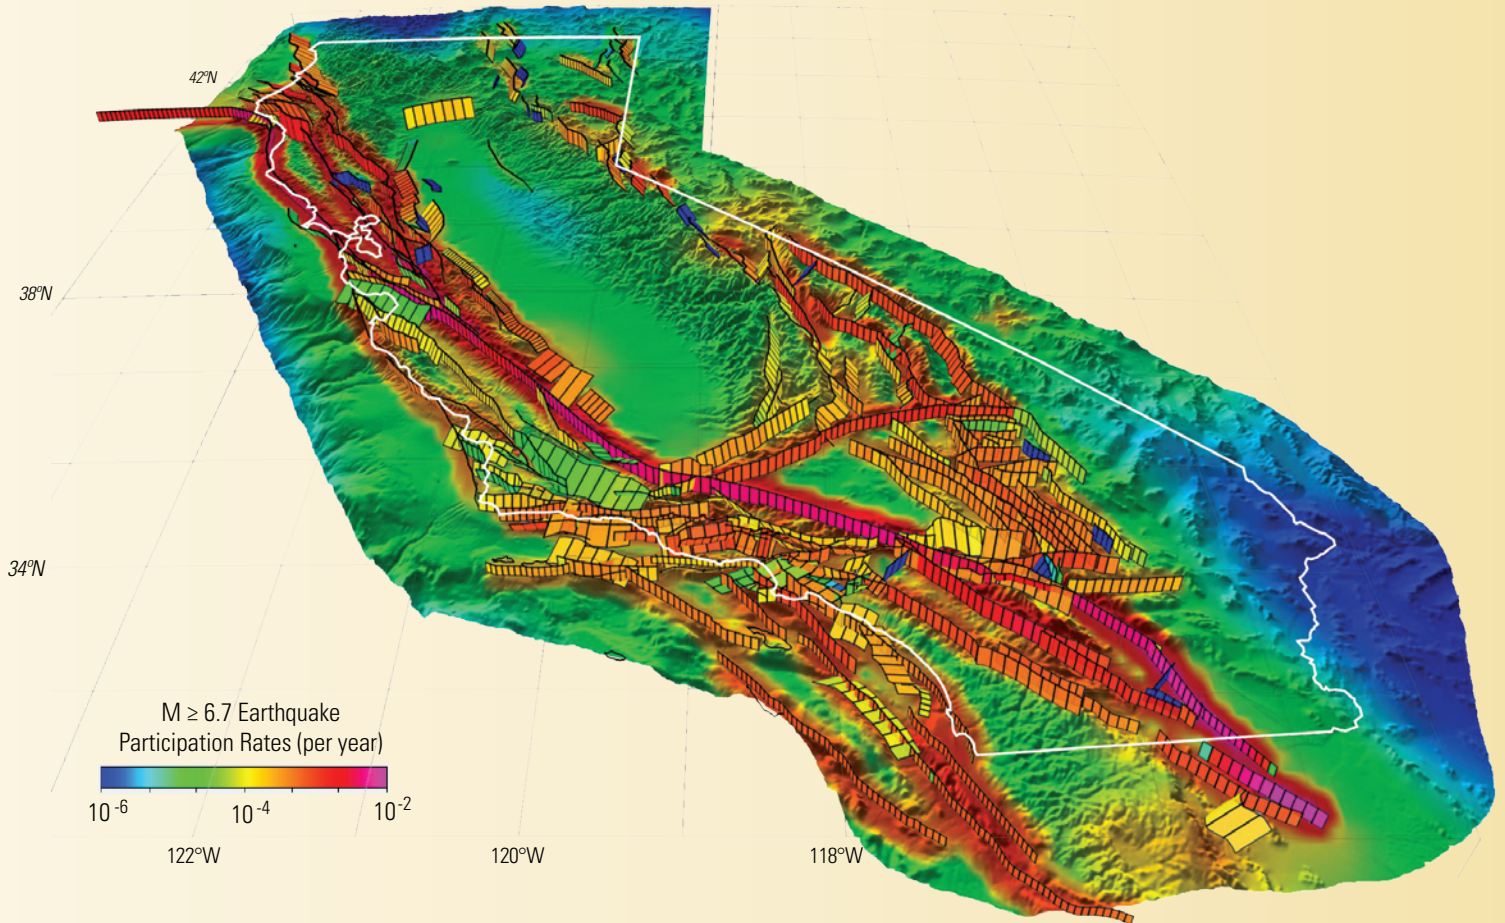 42°N
38°N
34°N
M ≥ 6.7 Earthquake
Participation Rates (per year)
10-6 10-4 10-2
122°W 120°W 118°W